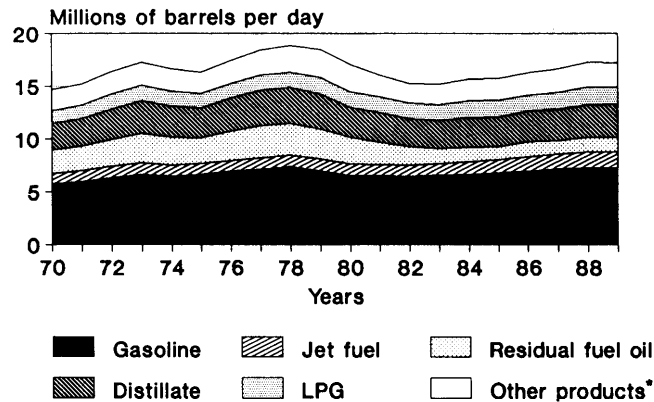 Millions of barrels per day
20
15
10
5
0
70 72 74 76 78 80 82 84 86 88
Years
Gasoline Jet fuel Residual fuel oil
Distillate LPG Other products*